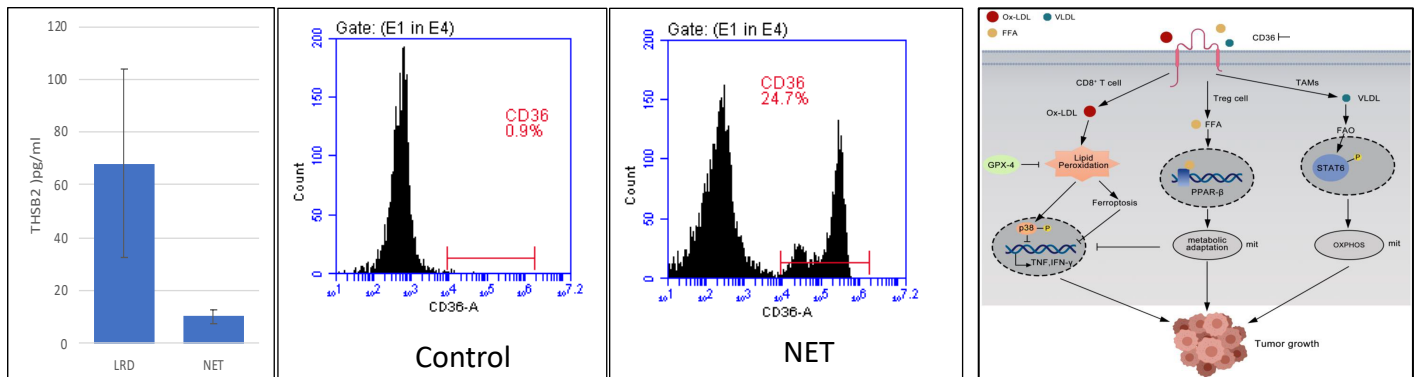 THSB2 )pg/ml
120
100
80
60
40
20
0
LRD
NET
Gate: (E1 in E4)
Count
200
150
100
50
0
CD36
0.9%
10^1
10^2
10^3
10^4
10^5
10^6
10^7.2
CD36-A
Control
Gate: (E1 in E4)
Count
200
150
100
50
0
CD36
24.7%
10^1
10^2
10^3
10^4
10^5
10^6
10^7.2
CD36-A
NET
Ox-LDL
VLDL
FFA
CD36
CD8⁺ T cell
Treg cell
TAMs
Ox-LDL
FFA
VLDL
FAO
GPX-4
Lipid
Peroxidation
Ferroptosis
PPAR-β
STAT6
P
p38
P
TNF,IFN-γ
metabolic
adaptation
mit
OXPHOS
mit
Tumor growth